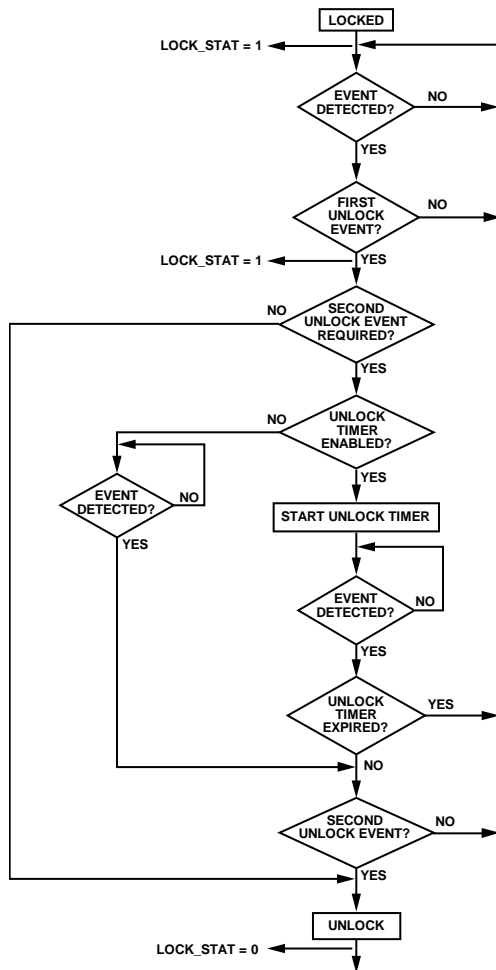 LOCKED
LOCK_STAT = 1
EVENT
DETECTED?
NO
YES
FIRST
UNLOCK
EVENT?
NO
YES
LOCK_STAT = 1
NO
SECOND
UNLOCK EVENT
REQUIRED?
YES
NO
UNLOCK
TIMER
ENABLED?
YES
EVENT
DETECTED?
NO
YES
START UNLOCK TIMER
EVENT
DETECTED?
NO
YES
UNLOCK
TIMER
EXPIRED?
YES
NO
SECOND
UNLOCK EVENT?
NO
YES
UNLOCK
LOCK_STAT = 0